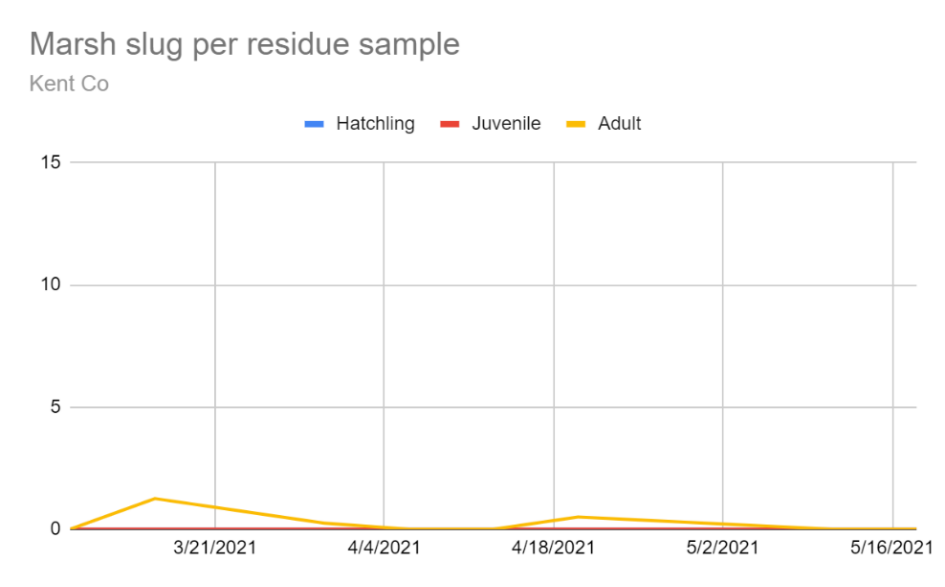 Marsh slug per residue sample
Kent Co
Hatchling Juvenile Adult
15
10
5
0
3/21/2021 4/4/2021 4/18/2021 5/2/2021 5/16/2021